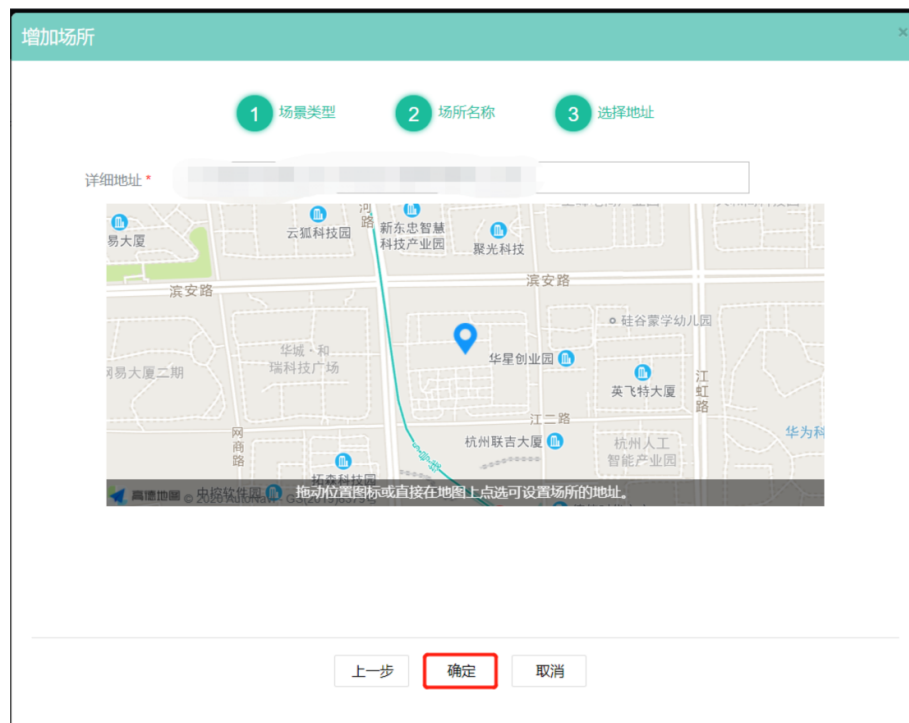 增加场所
×
1 场景类型 2 场所名称 3 选择地址
详细地址 *
易大厦
云狐科技园
河路
新东忠智慧
科技产业园
聚光科技
滨安路
滨安路
硅谷蒙学幼儿园
华城·和
瑞科技广场
华星创业园
网易大厦二期
英飞特大厦
江虹路
江二路
网商路
杭州联吉大厦
杭州人工
智能产业园
华为科
拓森科技园
高德地图
央控软件园
拖动位置图标或直接在地图上点选可设置场所的地址。
上一步 确定 取消